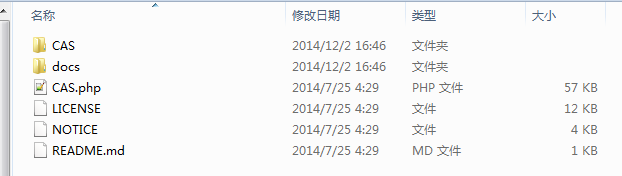 名称 修改日期 类型 大小
CAS 2014/12/2 16:46 文件夹
docs 2014/12/2 16:46 文件夹
CAS.php 2014/7/25 4:29 PHP 文件 57 KB
LICENSE 2014/7/25 4:29 文件 12 KB
NOTICE 2014/7/25 4:29 文件 4 KB
README.md 2014/7/25 4:29 MD 文件 1 KB